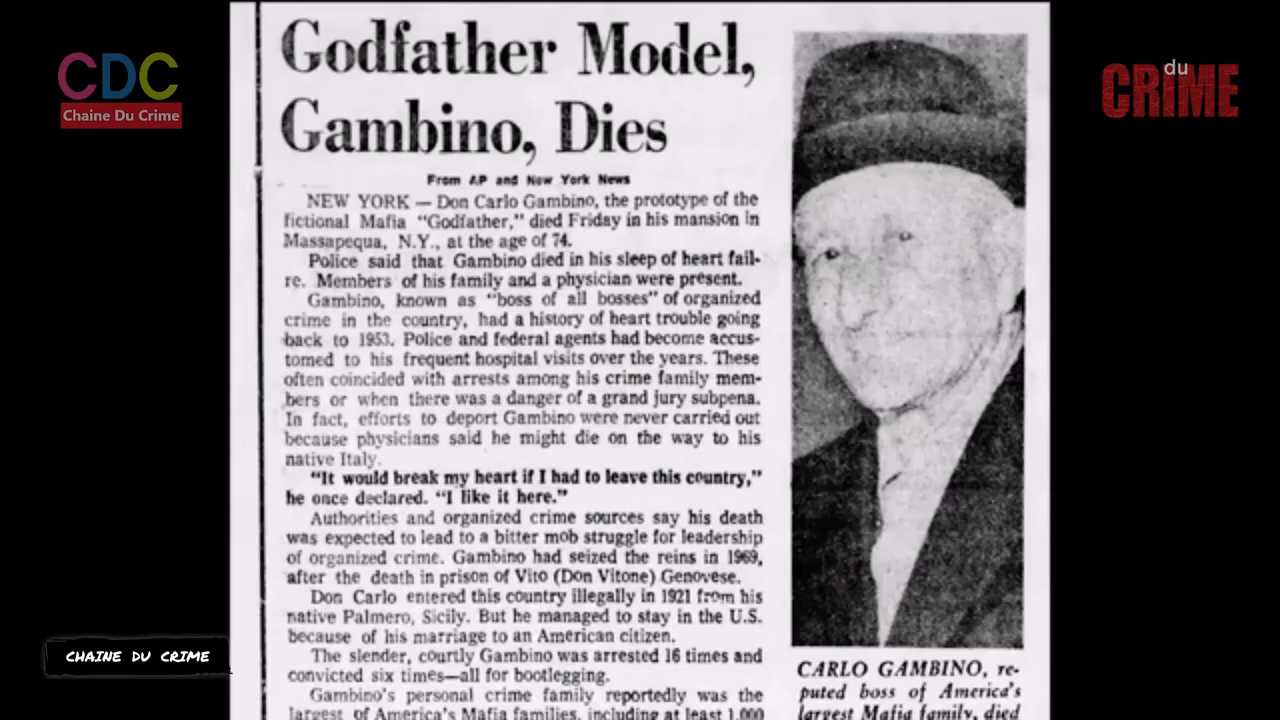 CDC
Chaine Du Crime
du
CRIME
Godfather Model,
Gambino, Dies
From AP and New York News
NEW YORK — Don Carlo Gambino, the prototype of the
fictional Mafia “Godfather,” died Friday in his mansion in
Massapequa, N.Y., at the age of 74.
Police said that Gambino died in his sleep of heart fail-
re. Members of his family and a physician were present.
Gambino, known as “boss of all bosses” of organized
crime in the country, had a history of heart trouble going
back to 1953. Police and federal agents had become accus-
tomed to his frequent hospital visits over the years. These
often coincided with arrests among his crime family mem-
bers or when there was a danger of a grand jury subpena.
In fact, efforts to deport Gambino were never carried out
because physicians said he might die on the way to his
native Italy.
“It would break my heart if I had to leave this country,”
he once declared. “I like it here.”
Authorities and organized crime sources say his death
was expected to lead to a bitter mob struggle for leadership
of organized crime. Gambino had seized the reins in 1969,
after the death in prison of Vito (Don Vitone) Genovese.
Don Carlo entered this country illegally in 1921 from his
native Palmero, Sicily. But he managed to stay in the U.S.
because of his marriage to an American citizen.
The slender, courtly Gambino was arrested 16 times and
convicted six times—all for bootlegging.
Gambino's personal crime family reportedly was the
largest of America's Mafia families, including at least 1,000
CARLO GAMBINO, re-
puted boss of America's
largest Mafia family, died
CHAINE DU CRIME